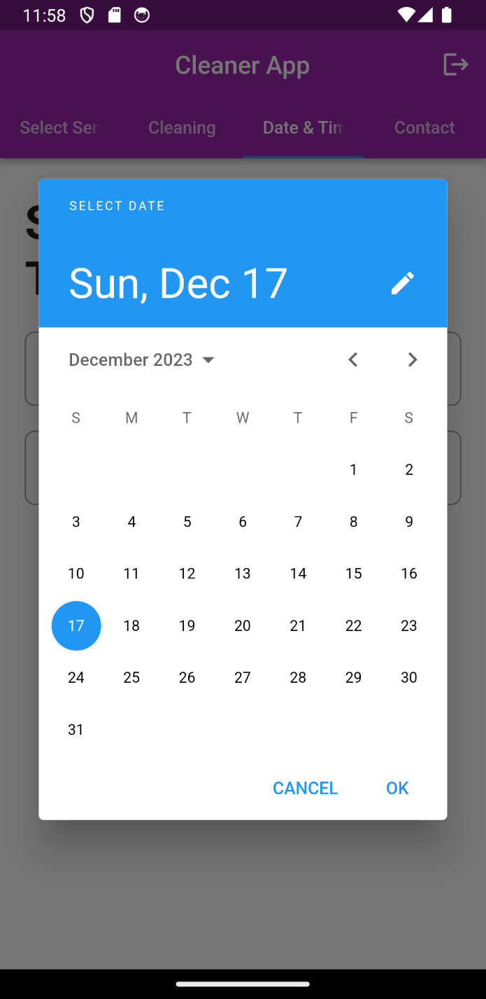 11:58
Cleaner App
Select Ser
Cleaning
Date & Tim
Contact
S
T
SELECT DATE
Sun, Dec 17
December 2023
S M T W T F S
1 2
3 4 5 6 7 8 9
10 11 12 13 14 15 16
17 18 19 20 21 22 23
24 25 26 27 28 29 30
31
CANCEL OK